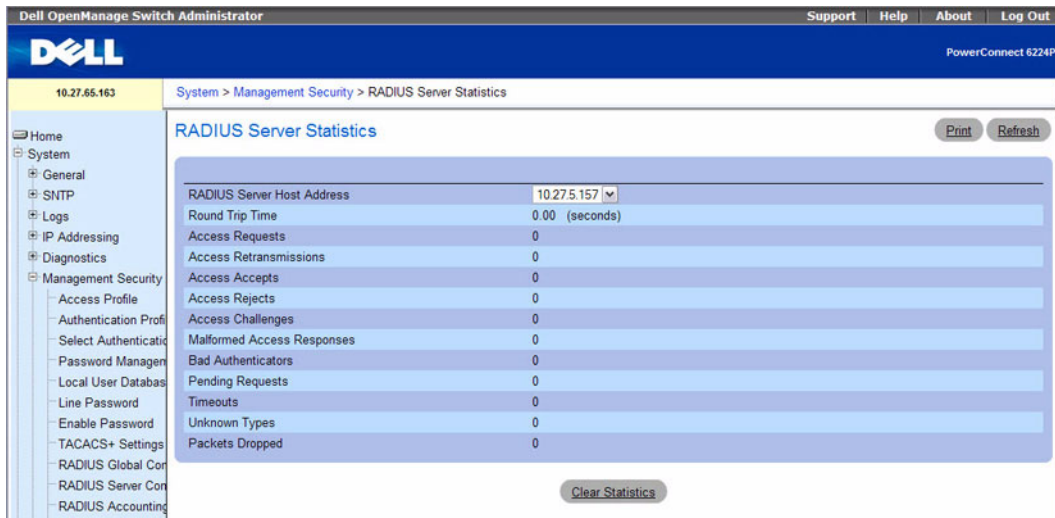 Dell OpenManage Switch Administrator
Support Help About Log Out
DELL
PowerConnect 6224P
10.27.65.163
System > Management Security > RADIUS Server Statistics
Home
System
General
SNTP
Logs
IP Addressing
Diagnostics
Management Security
Access Profile
Authentication Profi
Select Authenticatio
Password Managem
Local User Databas
Line Password
Enable Password
TACACS+ Settings
RADIUS Global Con
RADIUS Server Con
RADIUS Accounting
RADIUS Server Statistics
Print Refresh
RADIUS Server Host Address 10.27.5.157
Round Trip Time 0.00 (seconds)
Access Requests 0
Access Retransmissions 0
Access Accepts 0
Access Rejects 0
Access Challenges 0
Malformed Access Responses 0
Bad Authenticators 0
Pending Requests 0
Timeouts 0
Unknown Types 0
Packets Dropped 0
Clear Statistics